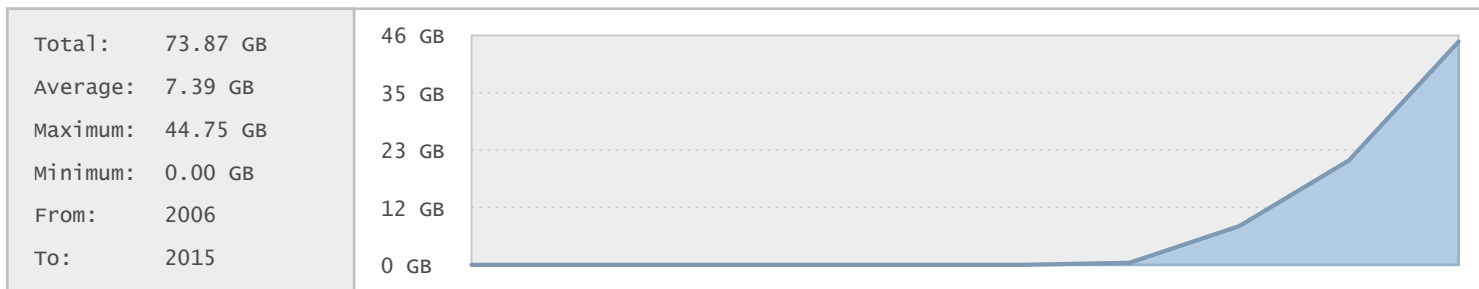 Total: 73.87 GB
Average: 7.39 GB
Maximum: 44.75 GB
Minimum: 0.00 GB
From: 2006
To: 2015
46 GB
35 GB
23 GB
12 GB
0 GB